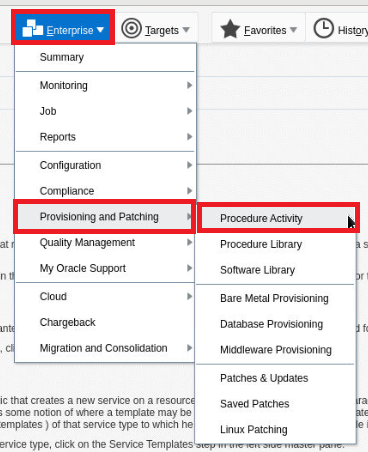 Enterprise Targets Favorites History
Summary
Monitoring
Job
Reports
Configuration
Compliance
Provisioning and Patching
Procedure Activity
Quality Management
Procedure Library
My Oracle Support
Software Library
Cloud
Bare Metal Provisioning
Chargeback
Database Provisioning
Migration and Consolidation
Middleware Provisioning
Patches & Updates
Saved Patches
Linux Patching
ic that creates a new service on a resource
s some notion of where a template may be
templates ) of that service type to which he
ervice type, click on the Service Templates step in the left side master pane.